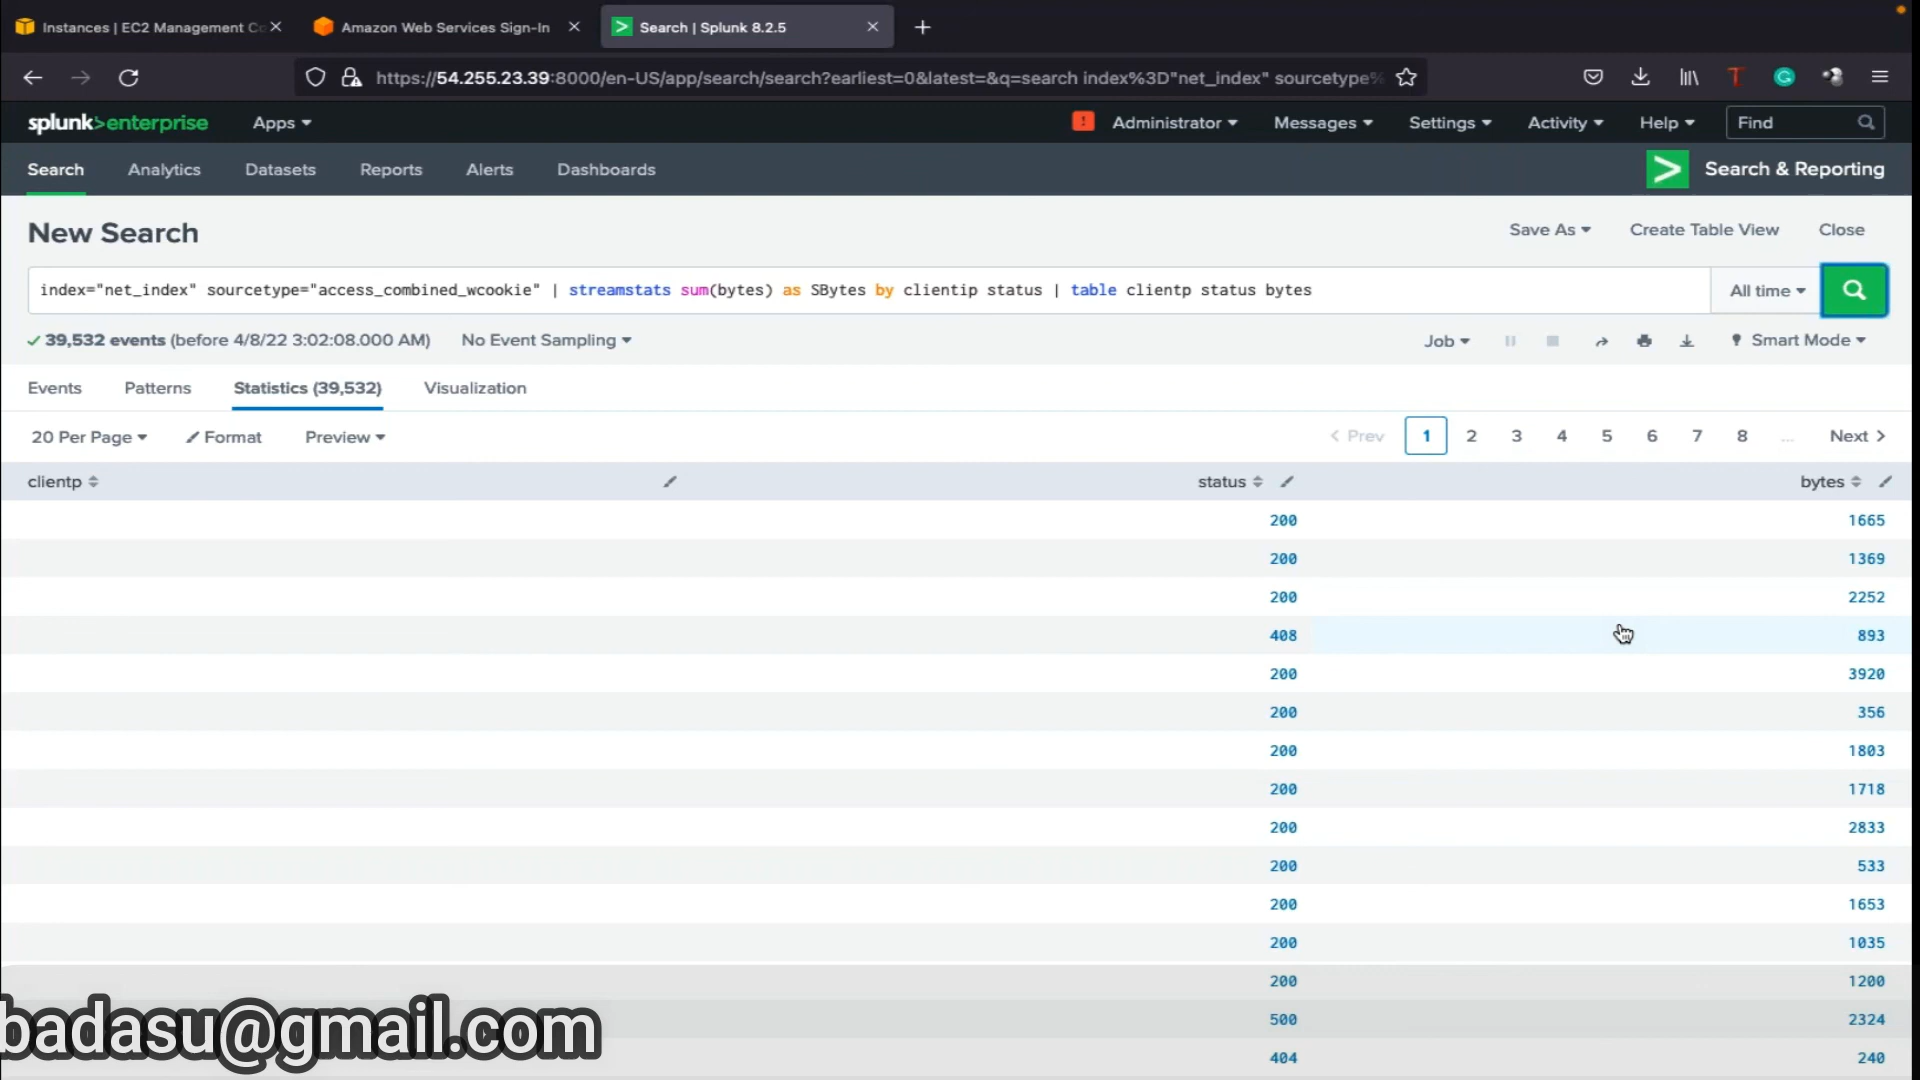 Instances | EC2 Management Co
Amazon Web Services Sign-In
Search | Splunk 8.2.5
https://54.255.23.39:8000/en-US/app/search/search?earliest=0&latest=&q=search index%3D"net_index" sourcetype%
splunk>enterprise
Apps
Administrator
Messages
Settings
Activity
Help
Find
Search
Analytics
Datasets
Reports
Alerts
Dashboards
Search & Reporting
New Search
Save As
Create Table View
Close
index="net_index" sourcetype="access_combined_wcookie" | streamstats sum(bytes) as SBytes by clientip status | table clientp status bytes
All time
39,532 events (before 4/8/22 3:02:08.000 AM)
No Event Sampling
Job
Smart Mode
Events
Patterns
Statistics (39,532)
Visualization
20 Per Page
Format
Preview
< Prev 1 2 3 4 5 6 7 8 ... Next >
clientp status bytes
200 1665
200 1369
200 2252
408 893
200 3920
200 356
200 1803
200 1718
200 2833
200 533
200 1653
200 1035
200 1200
500 2324
404 240
badasu@gmail.com